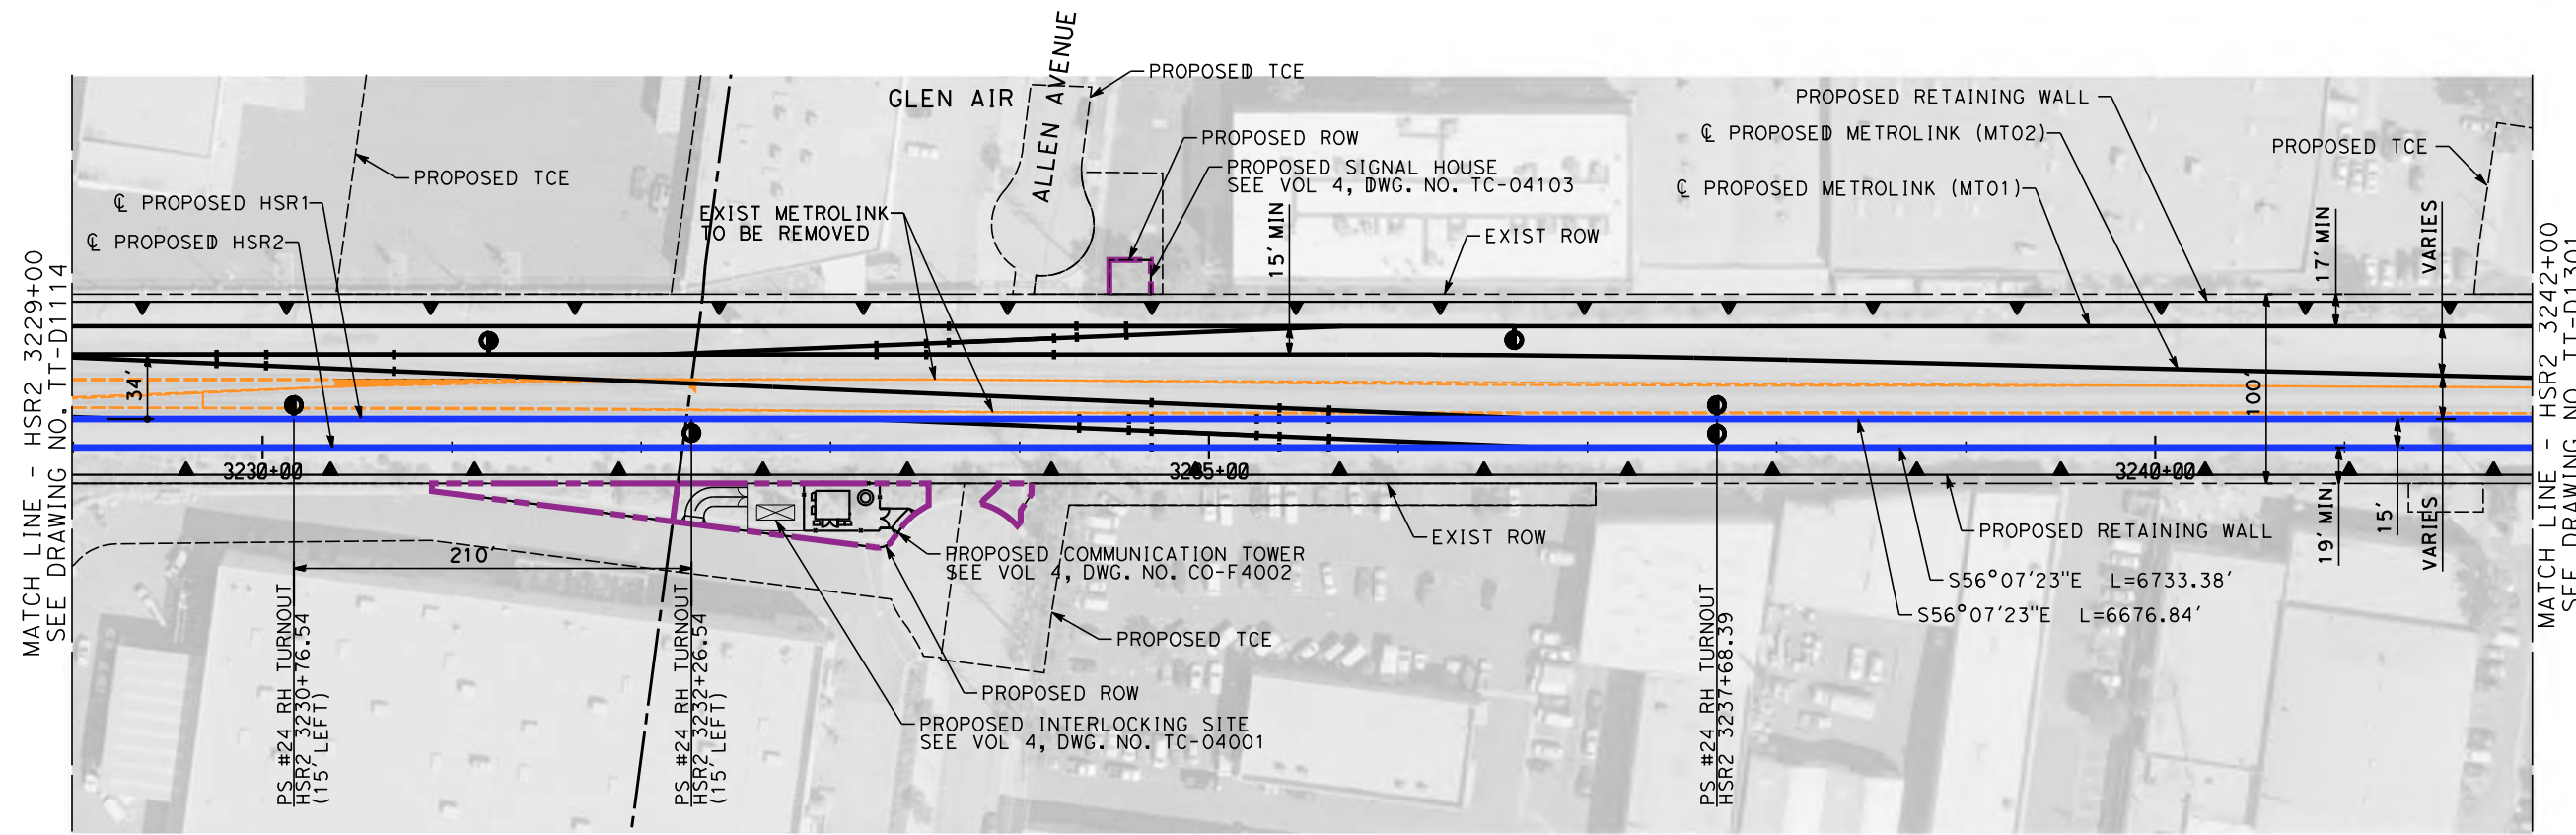 PROPOSED TCE
GLEN AIR
ALLEN AVENUE
PROPOSED RETAINING WALL
PROPOSED ROW
℄ PROPOSED METROLINK (MT02)
PROPOSED TCE
PROPOSED SIGNAL HOUSE
SEE VOL 4, DWG. NO. TC-04103
PROPOSED TCE
℄ PROPOSED METROLINK (MT01)
℄ PROPOSED HSR1
EXIST METROLINK
TO BE REMOVED
℄ PROPOSED HSR2
EXIST ROW
15' MIN
17' MIN
VARIES
MATCH LINE - HSR2 3229+00
SEE DRAWING NO. TT-D1114
MATCH LINE - HSR2 3242+00
SEE DRAWING NO. TT-D1301
34'
100'
3230+00
3235+00
3240+00
19' MIN
15'
VARIES
PROPOSED RETAINING WALL
EXIST ROW
210'
PROPOSED COMMUNICATION TOWER
SEE VOL 4, DWG. NO. CO-F4002
S56°07'23"E L=6733.38'
S56°07'23"E L=6676.84'
PROPOSED TCE
PROPOSED ROW
PROPOSED INTERLOCKING SITE
SEE VOL 4, DWG. NO. TC-04001
PS #24 RH TURNOUT
HSR2 3230+76.54
(15' LEFT)
PS #24 RH TURNOUT
HSR2 3232+26.54
(15' LEFT)
PS #24 RH TURNOUT
HSR2 3237+68.39